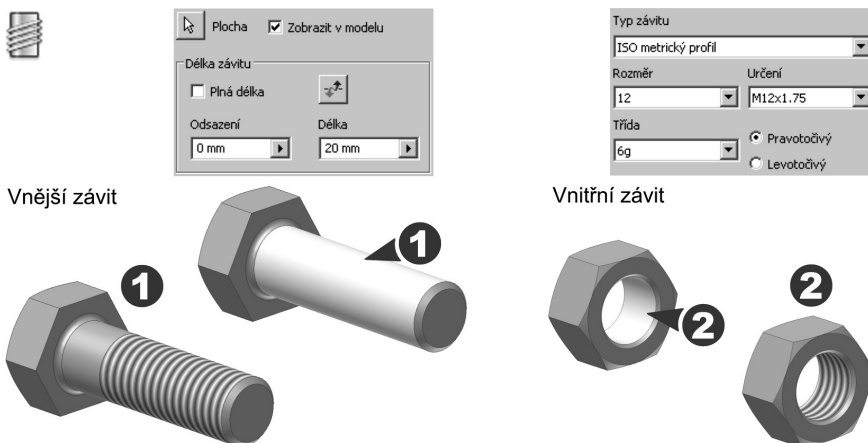 Plocha Zobrazit v modelu
Délka závitu
Plná délka
Odsazení Délka
0 mm 20 mm
Typ závitu
ISO metrický profil
Rozměr Určení
12 M12x1.75
Třída
6g
Pravotočivý
Levotočivý
Vnější závit
1
1
Vnitřní závit
2
2